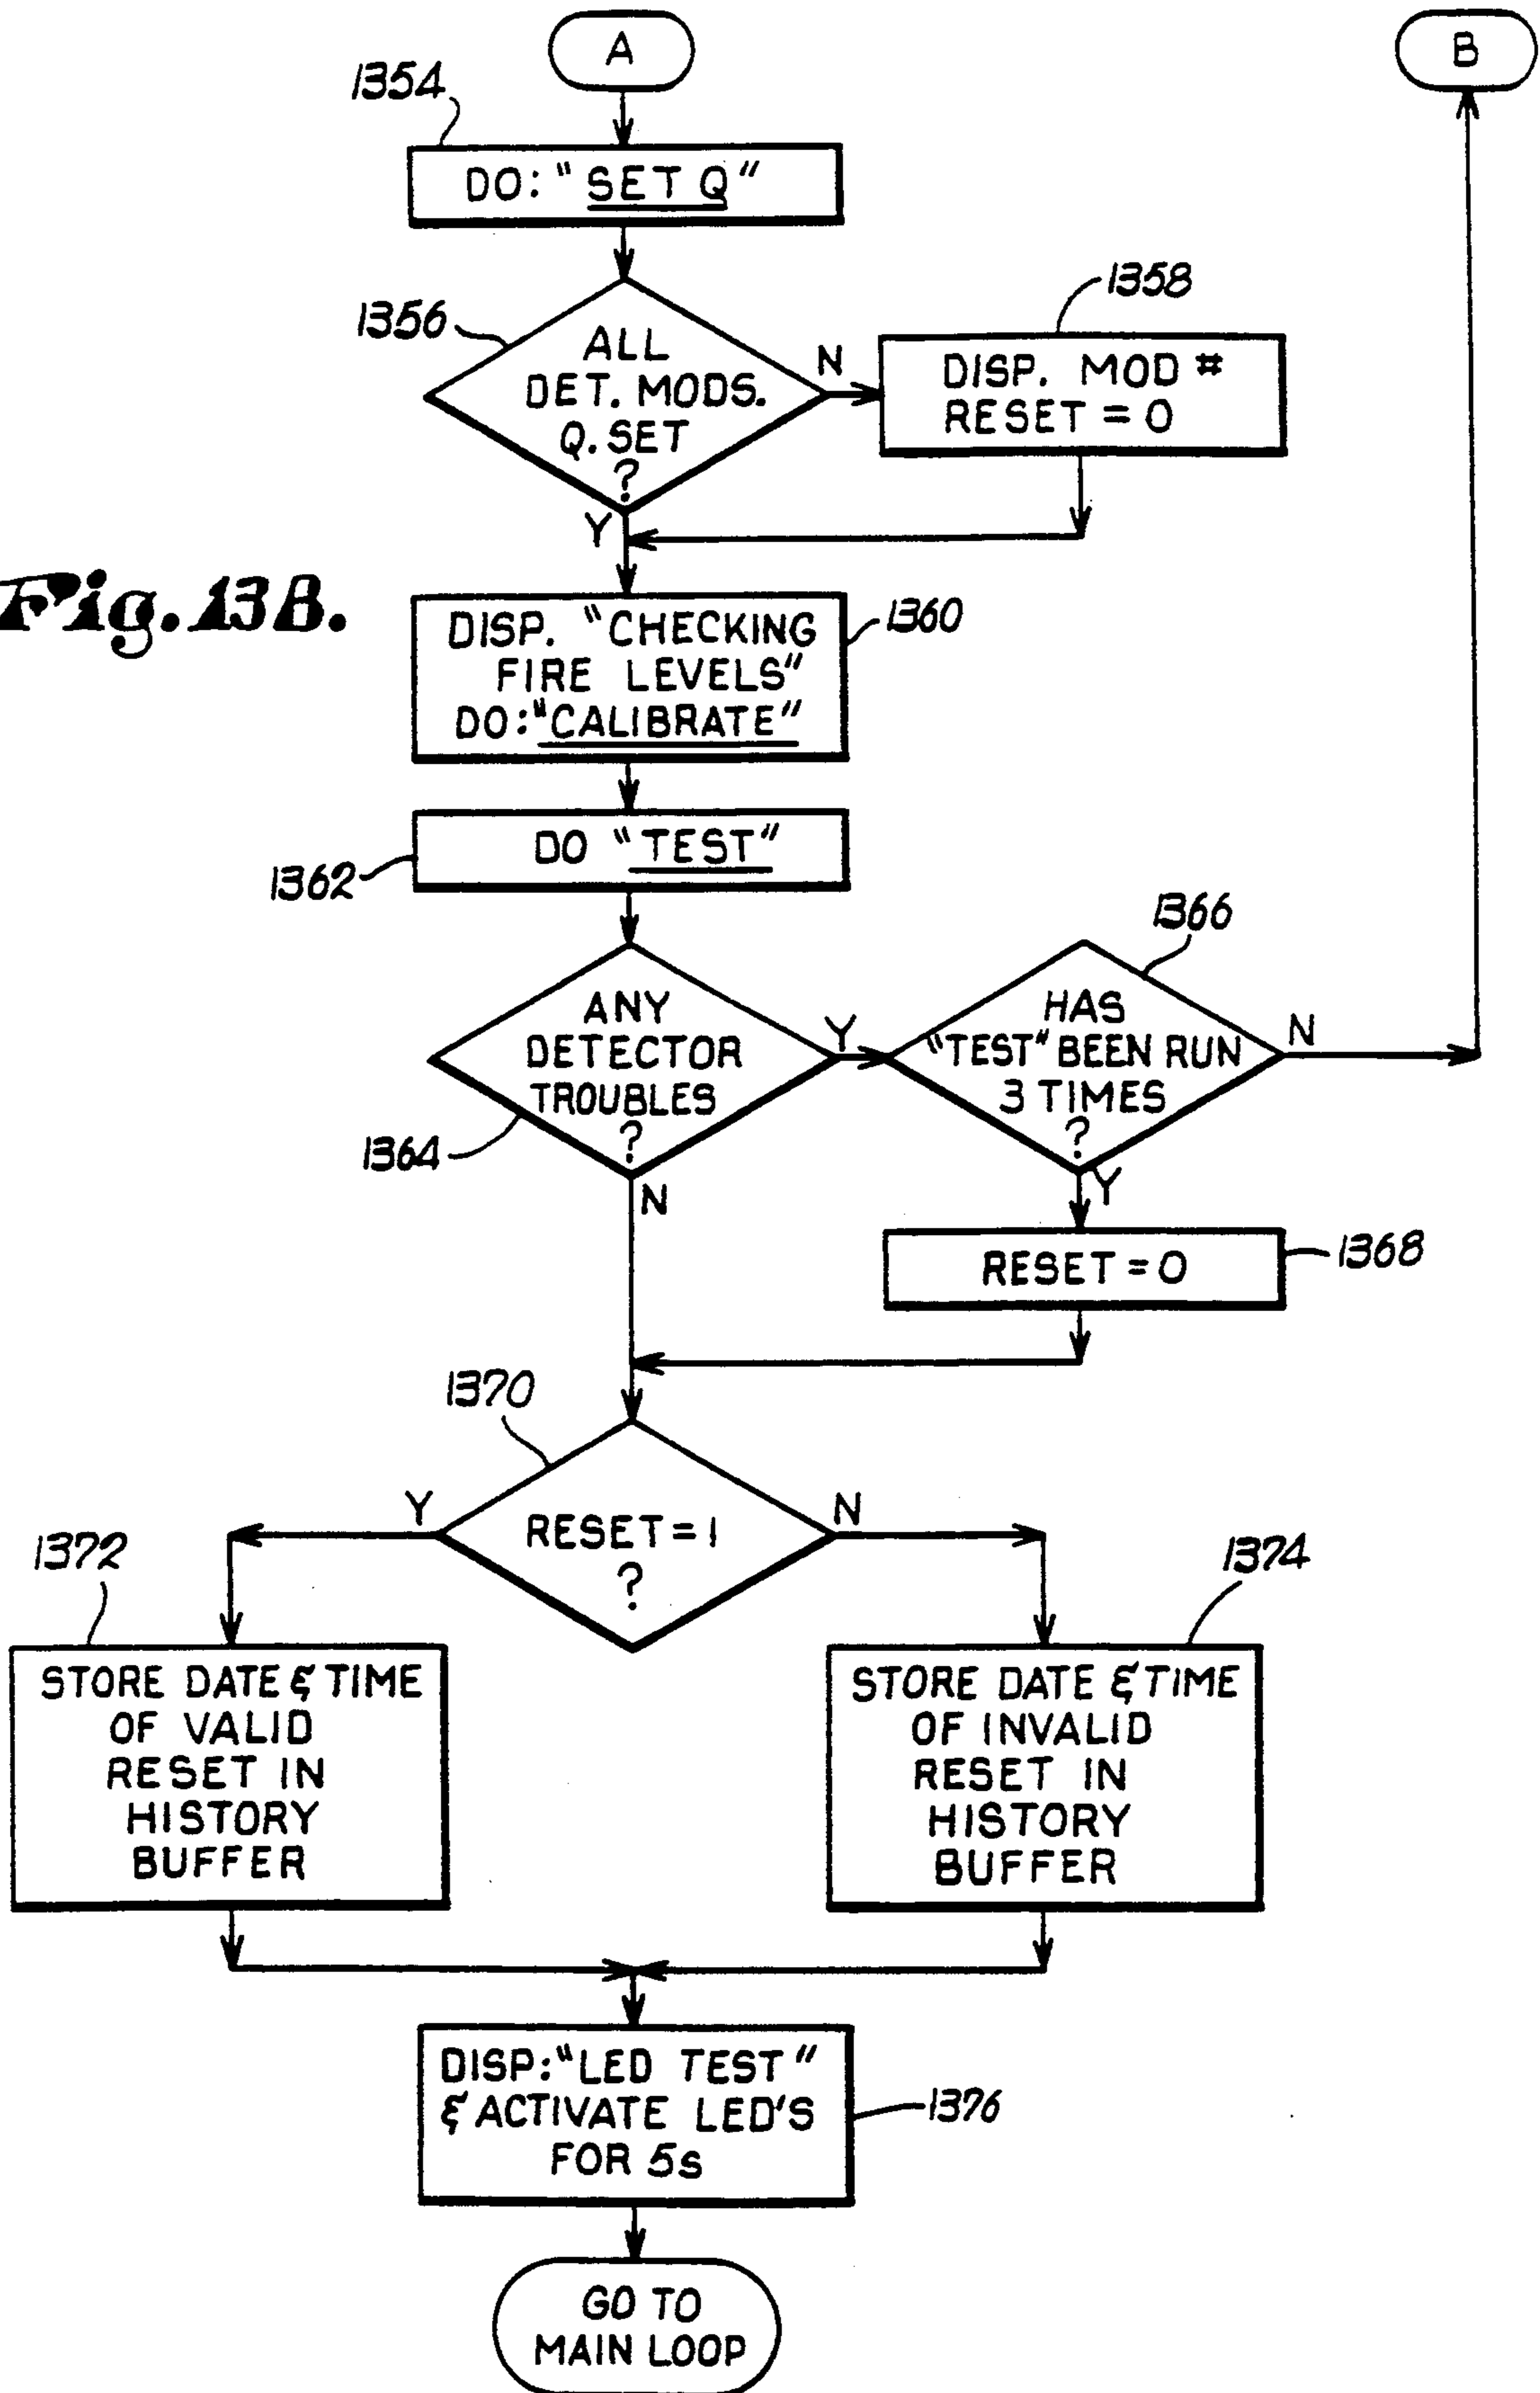 A
B
1354
DO: "SET Q"
1356
ALL
DET. MODS.
Q. SET
?
N
Y
1358
DISP. MOD #
RESET = 0
Fig. 13B.
DISP. "CHECKING
FIRE LEVELS"
DO: "CALIBRATE"
1360
DO "TEST"
1362
ANY
DETECTOR
TROUBLES
?
1364
Y
N
1366
HAS
"TEST" BEEN RUN
3 TIMES
?
N
Y
RESET = 0
1368
1370
RESET = 1
?
Y
N
1372
STORE DATE & TIME
OF VALID
RESET IN
HISTORY
BUFFER
1374
STORE DATE & TIME
OF INVALID
RESET IN
HISTORY
BUFFER
DISP: "LED TEST"
& ACTIVATE LED'S
FOR 5s
1376
GO TO
MAIN LOOP